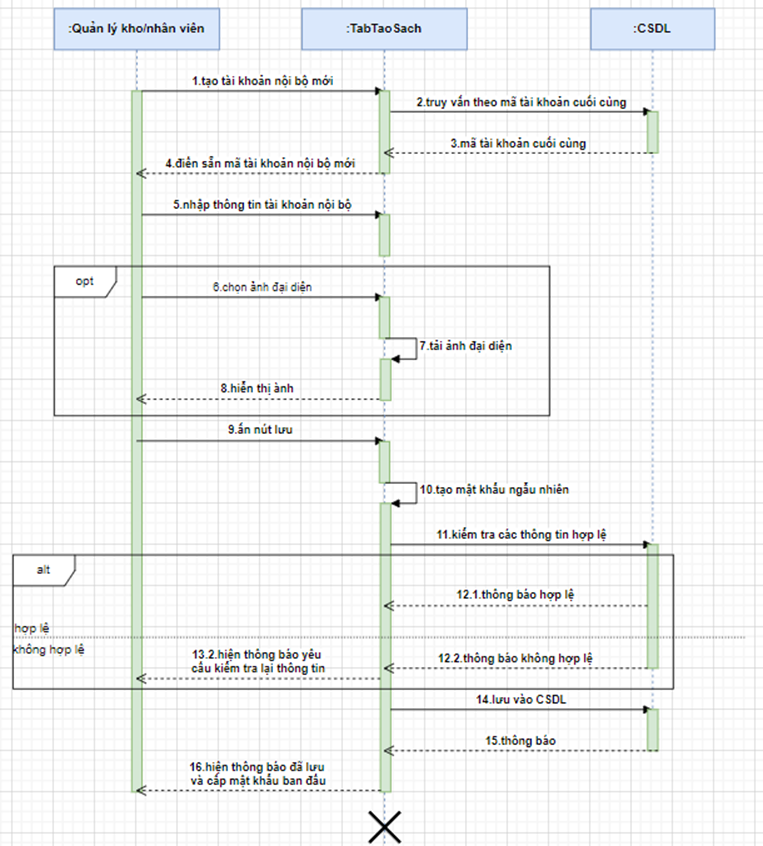 :Quản lý kho/nhân viên
:TabTaoSach
:CSDL
1.tạo tài khoản nội bộ mới
2.truy vấn theo mã tài khoản cuối cùng
3.mã tài khoản cuối cùng
4.điền sẵn mã tài khoản nội bộ mới
5.nhập thông tin tài khoản nội bộ
opt
6.chọn ảnh đại diện
7.tải ảnh đại diện
8.hiển thị ảnh
9.ấn nút lưu
10.tạo mật khẩu ngẫu nhiên
11.kiểm tra các thông tin hợp lệ
alt
12.1.thông báo hợp lệ
hợp lệ
không hợp lệ
12.2.thông báo không hợp lệ
13.2.hiện thông báo yêu
cầu kiểm tra lại thông tin
14.lưu vào CSDL
15.thông báo
16.hiện thông báo đã lưu
và cấp mật khẩu ban đầu